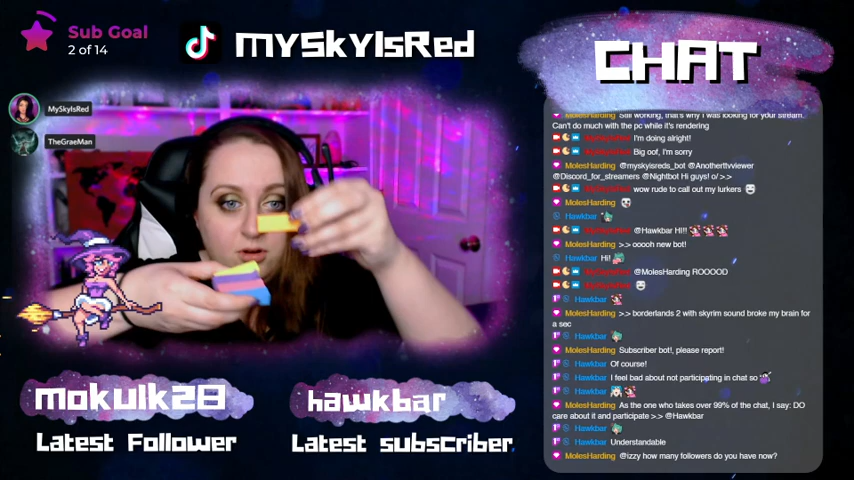 Sub Goal
2 of 14
MYSkYIsRed
CHAT
MySkyIsRed
TheGraeMan
MolesHarding Still working, that's why I was looking for your stream.
Can't do much with the pc while it's rendering
I'm doing alright!
Big oof, I'm sorry
MolesHarding @myskyisreds_bot @Anotherttvviewer
@Discord_for_streamers @Nightbot Hi guys! o/ >.>
wow rude to call out my lurkers
MolesHarding
Hawkbar
@Hawkbar HI!!!
MolesHarding >.> ooooh new bot!
Hawkbar Hi!
@MolesHarding ROOOOD
Hawkbar
MolesHarding >.> borderlands 2 with skyrim sound broke my brain for
a sec
Hawkbar
MolesHarding Subscriber bot!, please report!
Hawkbar Of course!
Hawkbar I feel bad about not participating in chat so
Hawkbar
MolesHarding As the one who takes over 99% of the chat, I say: DO
care about it and participate >.> @Hawkbar
Hawkbar
Hawkbar Understandable
MolesHarding @izzy how many followers do you have now?
mokulk28
Latest Follower
hawkbar
Latest subscriber